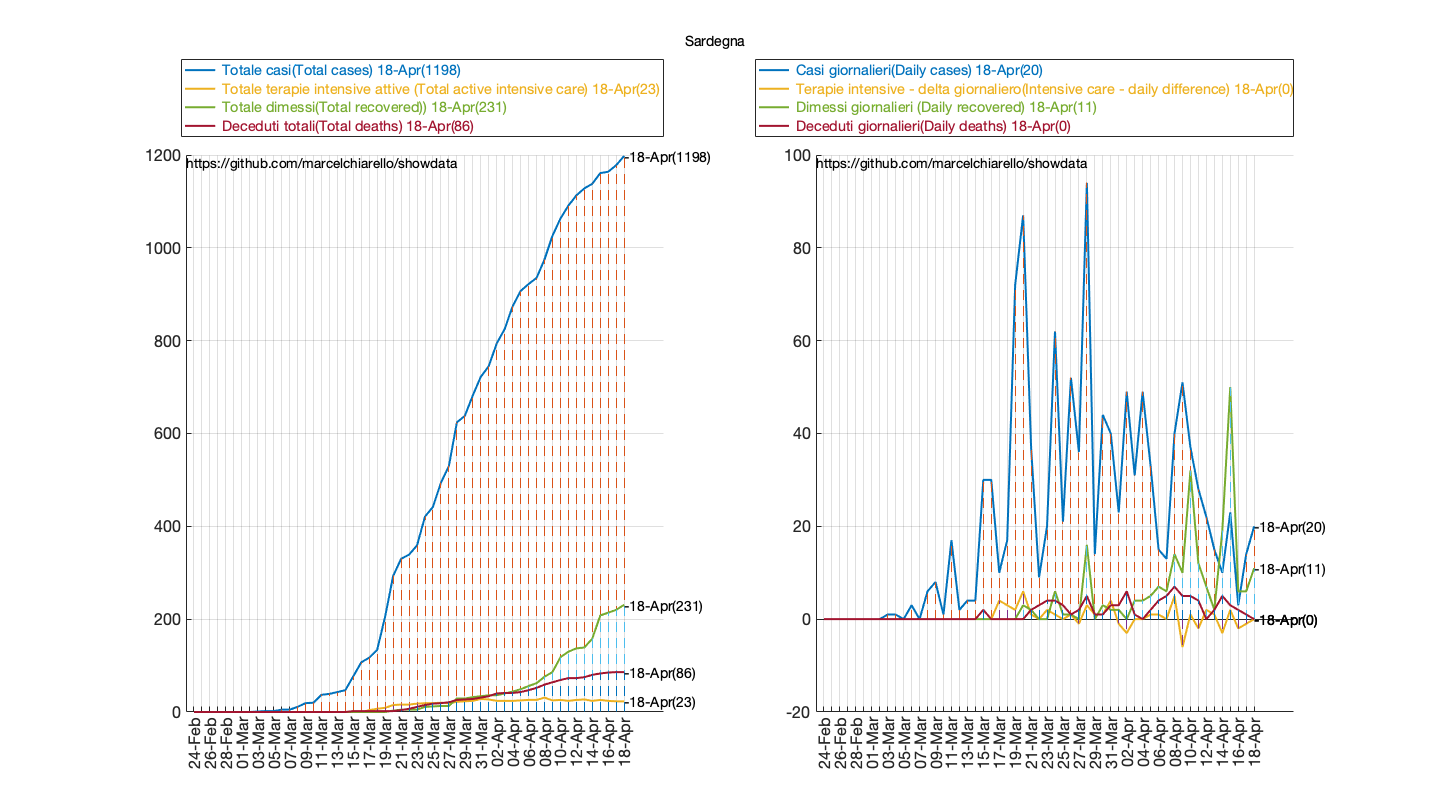 Sardegna
Totale casi(Total cases) 18-Apr(1198)
Totale terapie intensive attive (Total active intensive care) 18-Apr(23)
Totale dimessi(Total recovered)) 18-Apr(231)
Deceduti totali(Total deaths) 18-Apr(86)
https://github.com/marcelchiarello/showdata
1200
1000
800
600
400
200
0
18-Apr(1198)
18-Apr(231)
18-Apr(86)
18-Apr(23)
24-Feb
26-Feb
28-Feb
01-Mar
03-Mar
05-Mar
07-Mar
09-Mar
11-Mar
13-Mar
15-Mar
17-Mar
19-Mar
21-Mar
23-Mar
25-Mar
27-Mar
29-Mar
31-Mar
02-Apr
04-Apr
06-Apr
08-Apr
10-Apr
12-Apr
14-Apr
16-Apr
18-Apr
Casi giornalieri(Daily cases) 18-Apr(20)
Terapie intensive - delta giornaliero(Intensive care - daily difference) 18-Apr(0)
Dimessi giornalieri (Daily recovered) 18-Apr(11)
Deceduti giornalieri(Daily deaths) 18-Apr(0)
https://github.com/marcelchiarello/showdata
100
80
60
40
20
0
-20
18-Apr(20)
18-Apr(11)
18-Apr(0)
24-Feb
26-Feb
28-Feb
01-Mar
03-Mar
05-Mar
07-Mar
09-Mar
11-Mar
13-Mar
15-Mar
17-Mar
19-Mar
21-Mar
23-Mar
25-Mar
27-Mar
29-Mar
31-Mar
02-Apr
04-Apr
06-Apr
08-Apr
10-Apr
12-Apr
14-Apr
16-Apr
18-Apr